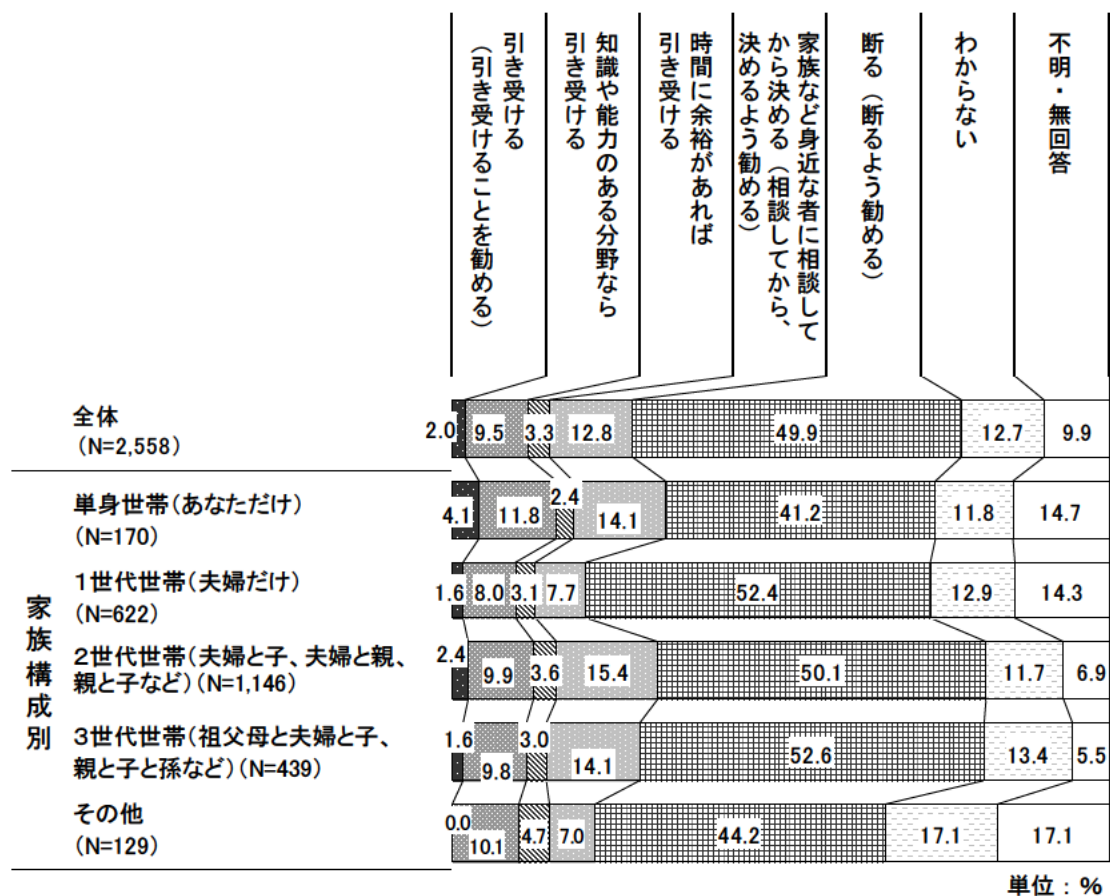 引き受ける
（引き受けることを勧める）
知識や能力のある分野なら
引き受ける
時間に余裕があれば
引き受ける
家族など身近な者に相談して
から決める（相談してから、
決めるよう勧める）
断る（断るよう勧める）
わからない
不明・無回答
全体
（N=2,558）
2.0 9.5 3.3 12.8 49.9 12.7 9.9
家族構成別
単身世帯（あなただけ）
（N=170）
4.1 11.8 2.4 14.1 41.2 11.8 14.7
1世代世帯（夫婦だけ）
（N=622）
1.6 8.0 3.1 7.7 52.4 12.9 14.3
2世代世帯（夫婦と子、夫婦と親、
親と子など）（N=1,146）
2.4 9.9 3.6 15.4 50.1 11.7 6.9
3世代世帯（祖父母と夫婦と子、
親と子と孫など）（N=439）
1.6 9.8 3.0 14.1 52.6 13.4 5.5
その他
（N=129）
0.0 10.1 4.7 7.0 44.2 17.1 17.1
単位：%